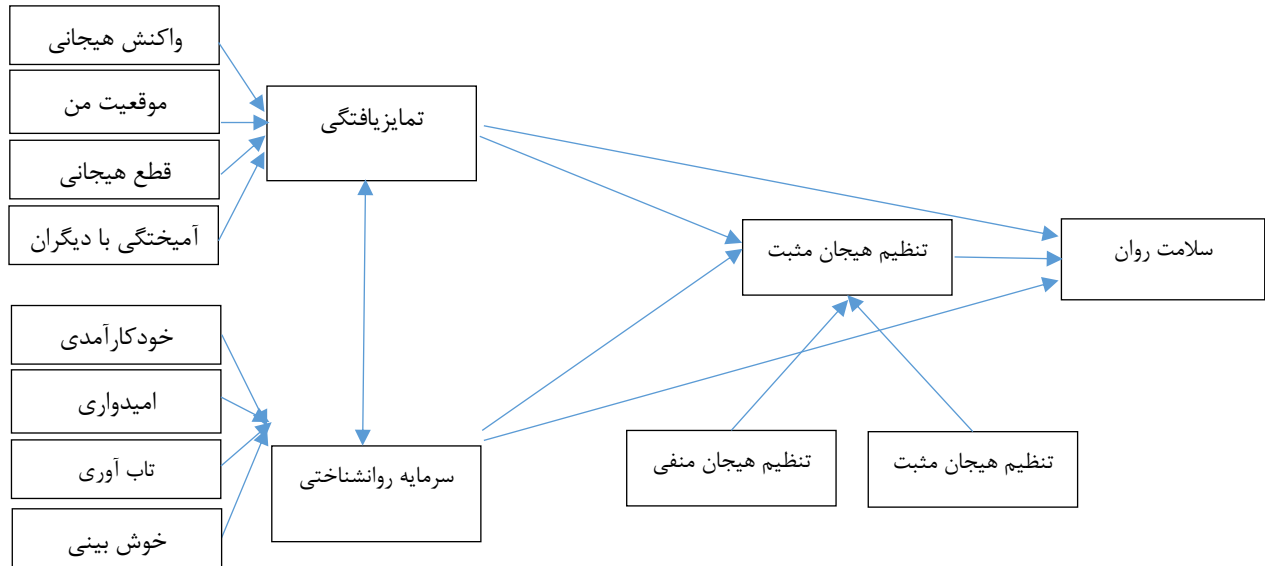 واکنش هیجانی
موقعیت من
قطع هیجانی
آمیختگی با دیگران
تمایزیافتگی
خودکارآمدی
امیدواری
تاب آوری
خوش بینی
سرمایه روانشناختی
تنظیم هیجان مثبت
سلامت روان
تنظیم هیجان منفی
تنظیم هیجان مثبت